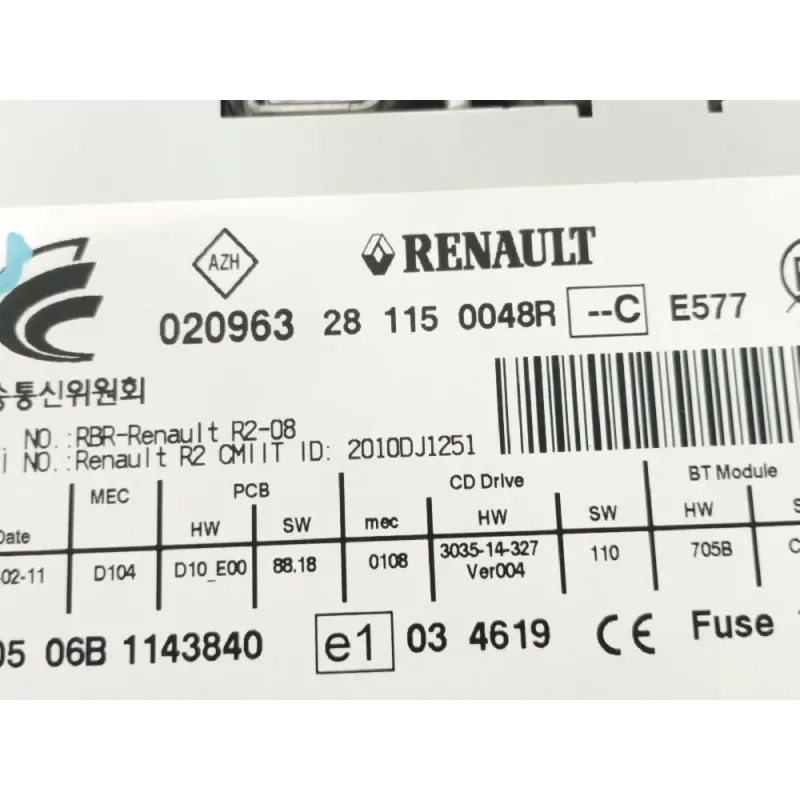 AZH RENAULT
020963 28 115 0048R --C E577
송통신위원회
NO.:RBR-Renault R2-08
i NO.:Renault R2 CMIIT ID: 2010DJ1251
MEC PCB CD Drive BT Module
Date HW SW mec HW SW HW S
-02-11 D104 D10_E00 88.18 0108 3035-14-327 110 705B C
Ver004
05 06B 1143840 e1 03 4619 CE Fuse